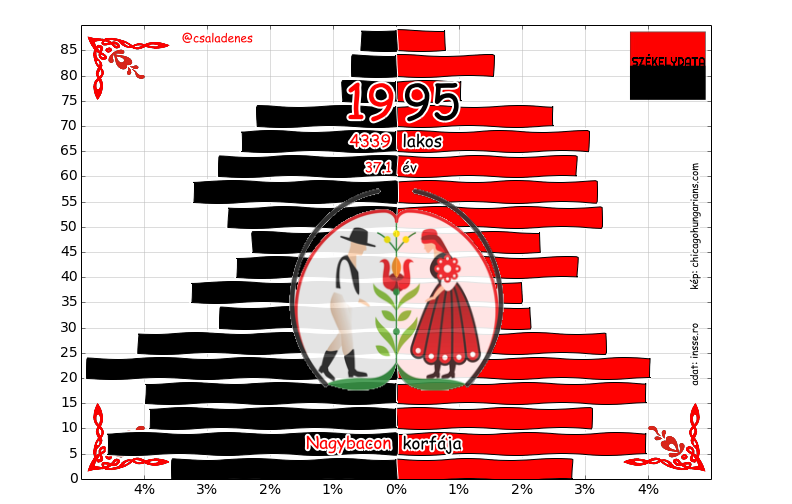 @csaladenes
SZÉKELYDATA
1995
4339 lakos
37.1 év
kép: chicagohungarians.com
adat: insse.ro
Nagybacon korfája
85
80
75
70
65
60
55
50
45
40
35
30
25
20
15
10
5
0
4% 3% 2% 1% 0% 1% 2% 3% 4%